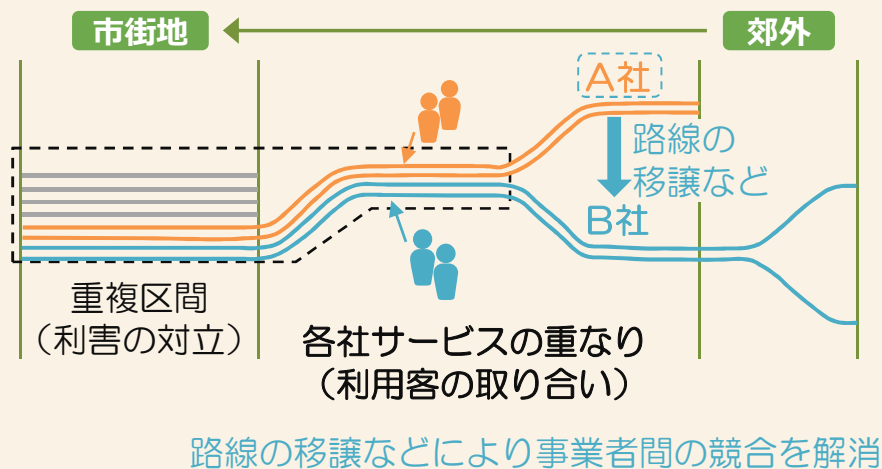 市街地
郊外
A社
路線の
移譲など
B社
重複区間
（利害の対立）
各社サービスの重なり
（利用客の取り合い）
路線の移譲などにより事業者間の競合を解消